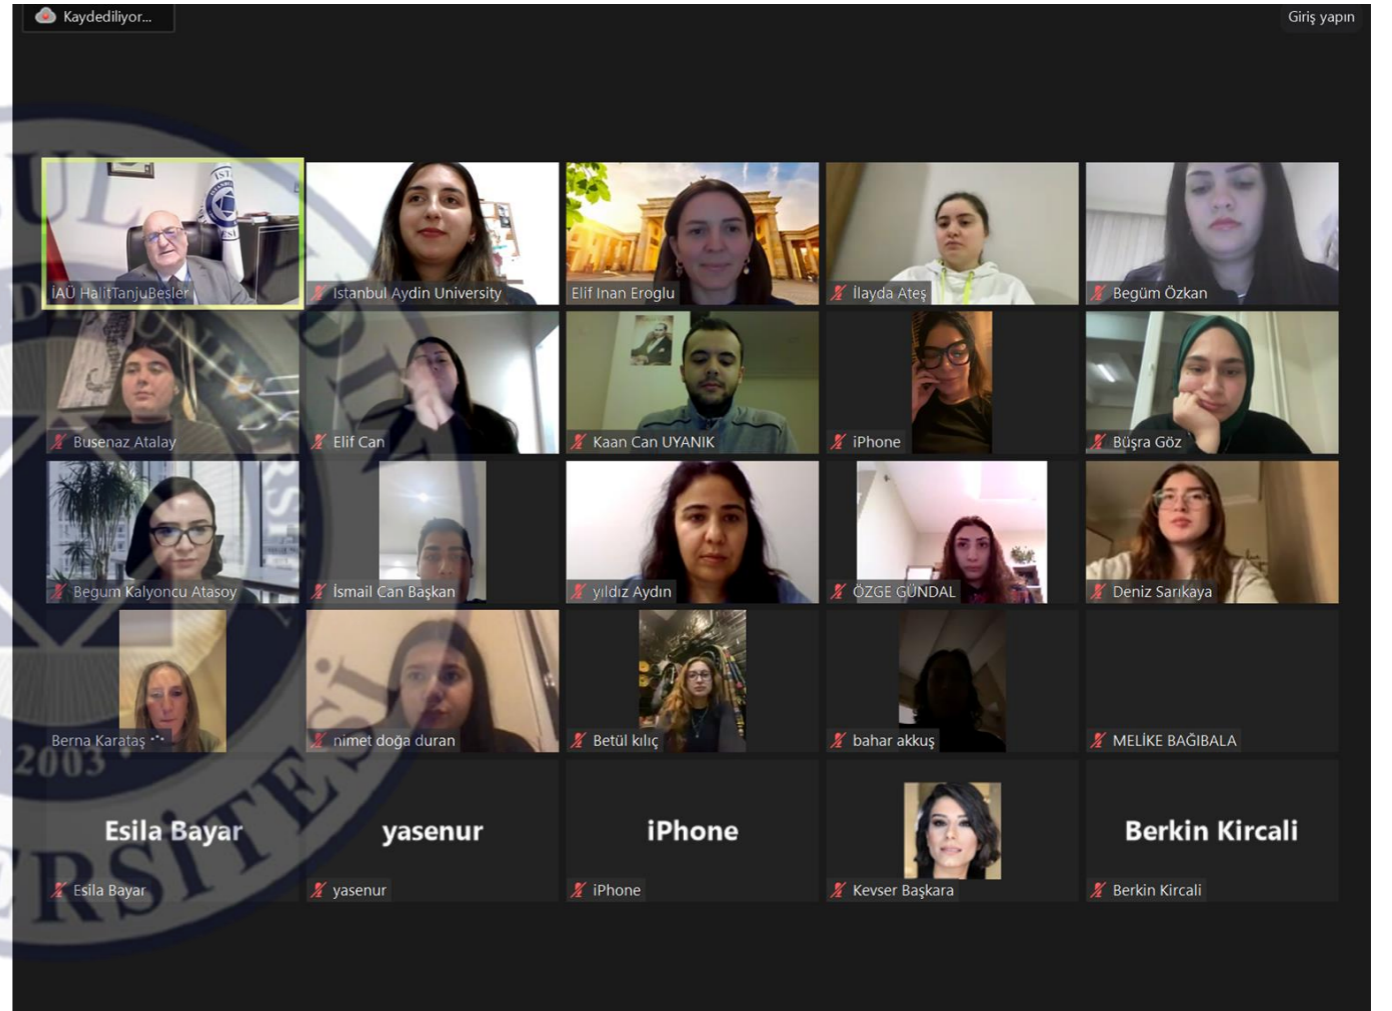 Kaydediliyor...
Giriş yapın
İAÜ HalitTanjuBesler
Istanbul Aydin University
Elif Inan Eroglu
İlayda Ateş
Begüm Özkan
Busenaz Atalay
Elif Can
Kaan Can UYANIK
iPhone
Büşra Göz
Begum Kalyoncu Atasoy
İsmail Can Başkan
yıldız Aydın
ÖZGE GÜNDAL
Deniz Sarıkaya
Berna Karataş
nimet doğa duran
Betül kılıç
bahar akkuş
MELİKE BAĞIBALA
Esila Bayar
yasenur
iPhone
Berkin Kircali
Esila Bayar
yasenur
iPhone
Kevser Başkara
Berkin Kircali
2003